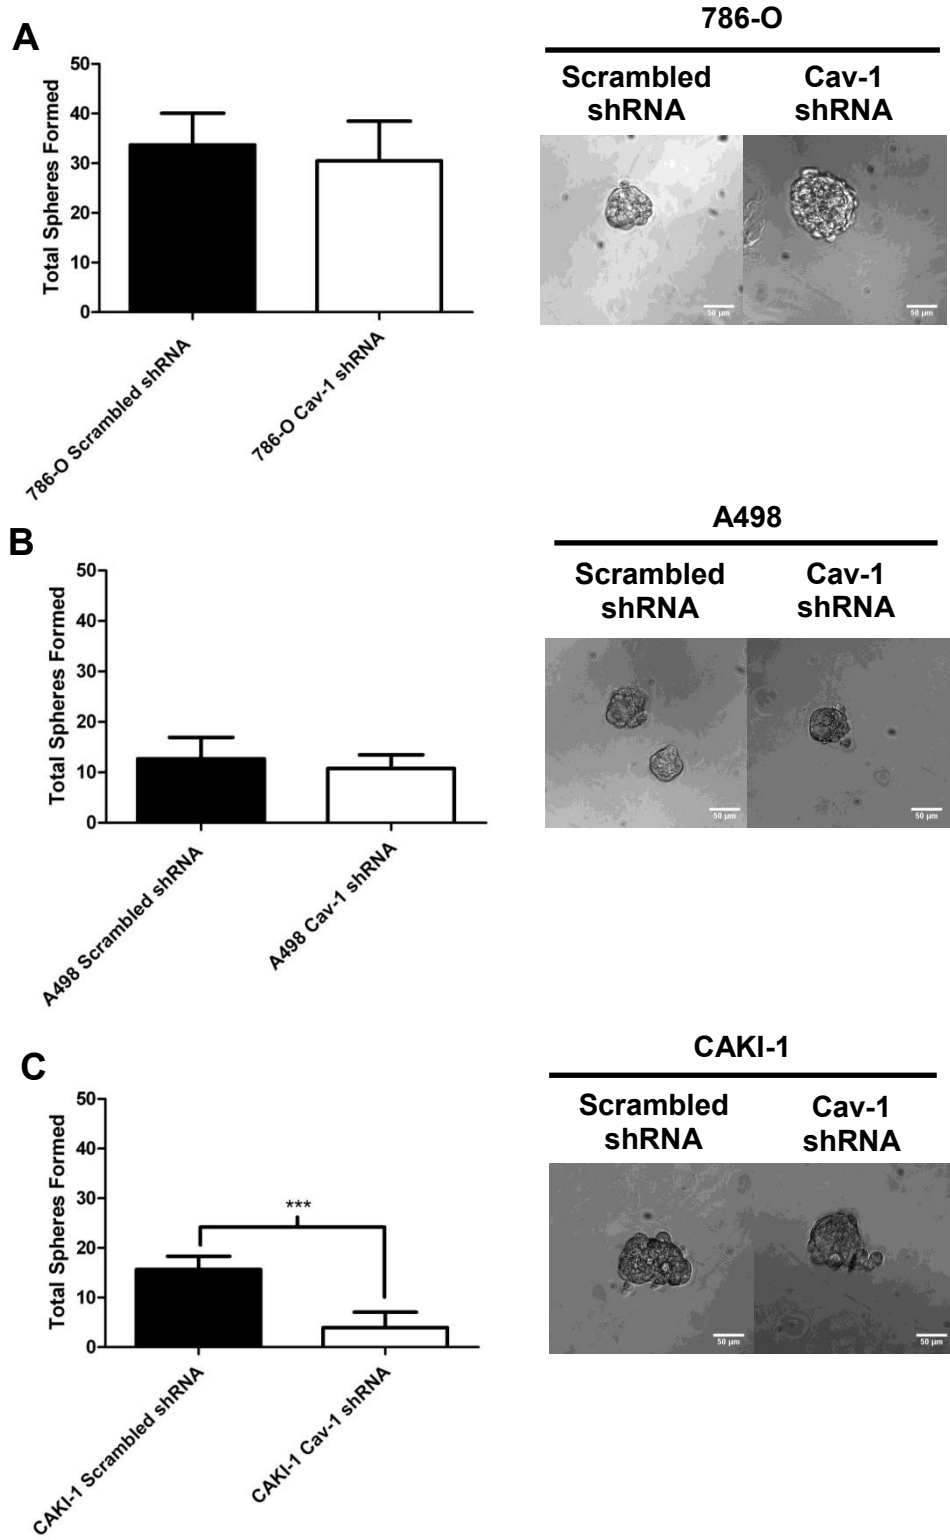 A
786-O
Scrambled
shRNA
Cav-1
shRNA
Total Spheres Formed
50
40
30
20
10
0
786-O Scrambled shRNA
786-O Cav-1 shRNA
50 µm
50 µm
B
A498
Scrambled
shRNA
Cav-1
shRNA
Total Spheres Formed
50
40
30
20
10
0
A498 Scrambled shRNA
A498 Cav-1 shRNA
50 µm
50 µm
C
CAKI-1
Scrambled
shRNA
Cav-1
shRNA
Total Spheres Formed
50
40
30
20
10
0
***
CAKI-1 Scrambled shRNA
CAKI-1 Cav-1 shRNA
50 µm
50 µm